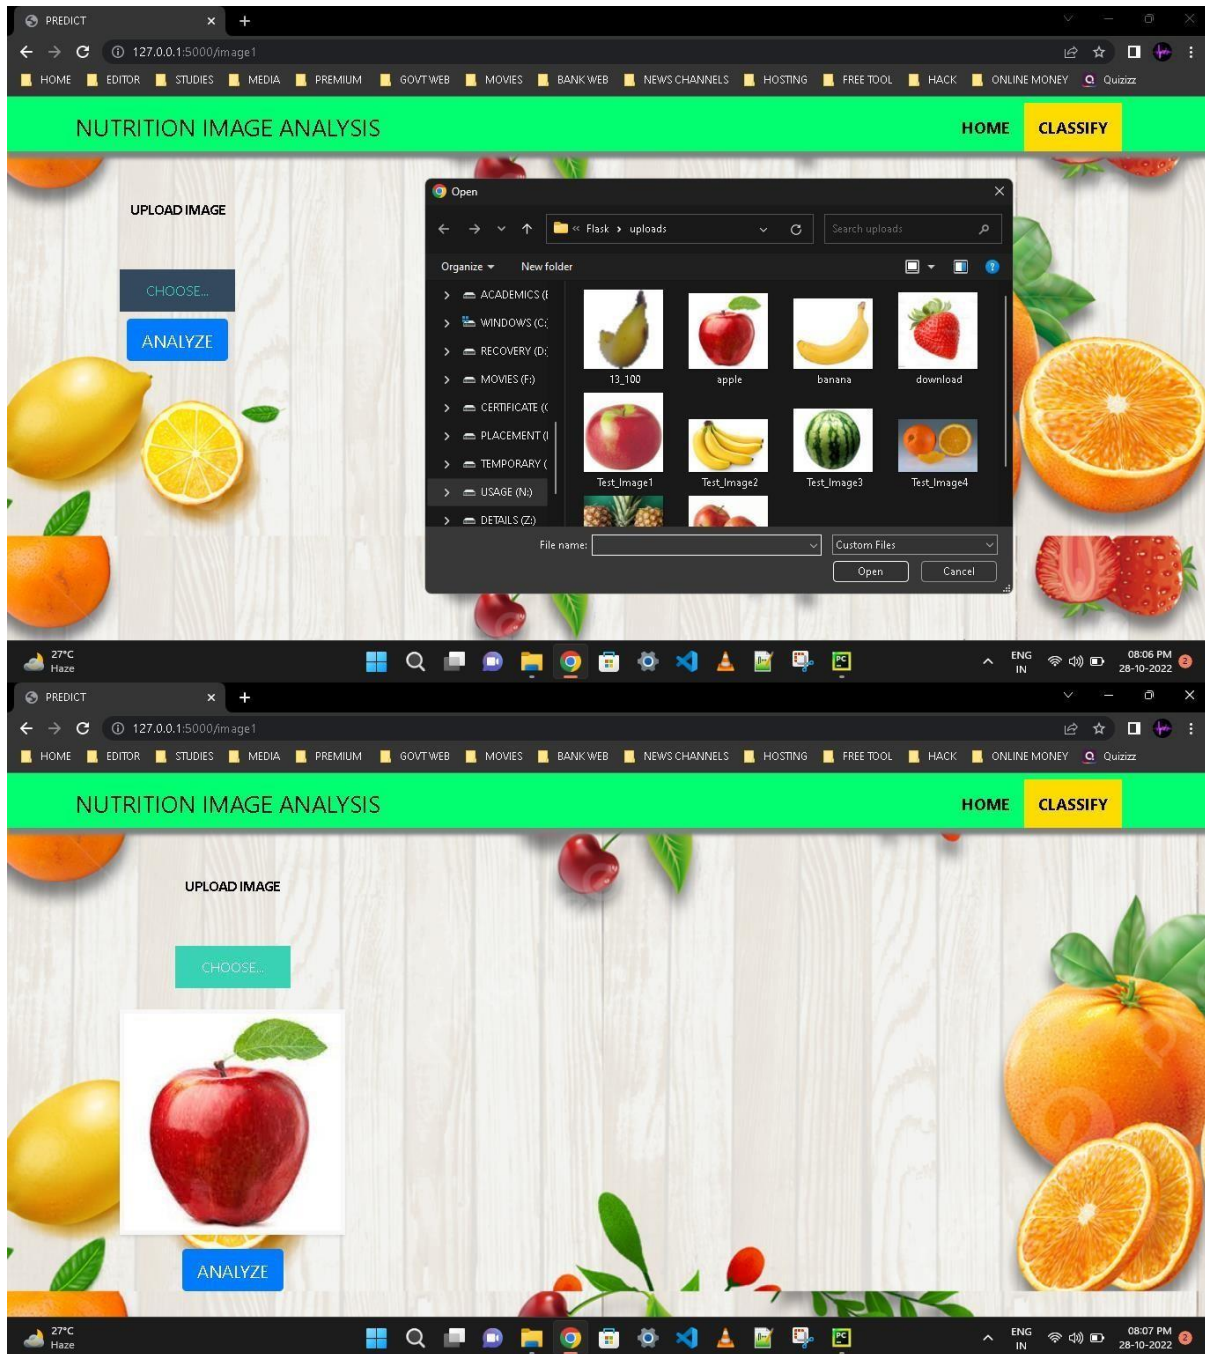 PREDICT
127.0.0.1:5000/image1
HOME EDITOR STUDIES MEDIA PREMIUM GOVT WEB MOVIES BANK WEB NEWS CHANNELS HOSTING FREE TOOL HACK ONLINE MONEY Quizizz
NUTRITION IMAGE ANALYSIS HOME CLASSIFY
UPLOAD IMAGE
CHOOSE...
ANALYZE
Open
« Flask › uploads Search uploads
Organize New folder
ACADEMICS (E
WINDOWS (C:
RECOVERY (D:
MOVIES (F:)
CERTIFICATE (
PLACEMENT (
TEMPORARY (
USAGE (N:)
DETAILS (Z:)
13_100 apple banana download
Test_Image1 Test_Image2 Test_Image3 Test_Image4
File name: Custom Files
Open Cancel
27°C
Haze
PC
ENG
IN
08:06 PM
28-10-2022
2
PREDICT
127.0.0.1:5000/image1
HOME EDITOR STUDIES MEDIA PREMIUM GOVT WEB MOVIES BANK WEB NEWS CHANNELS HOSTING FREE TOOL HACK ONLINE MONEY Quizizz
NUTRITION IMAGE ANALYSIS HOME CLASSIFY
UPLOAD IMAGE
CHOOSE...
ANALYZE
27°C
Haze
PC
ENG
IN
08:07 PM
28-10-2022
2